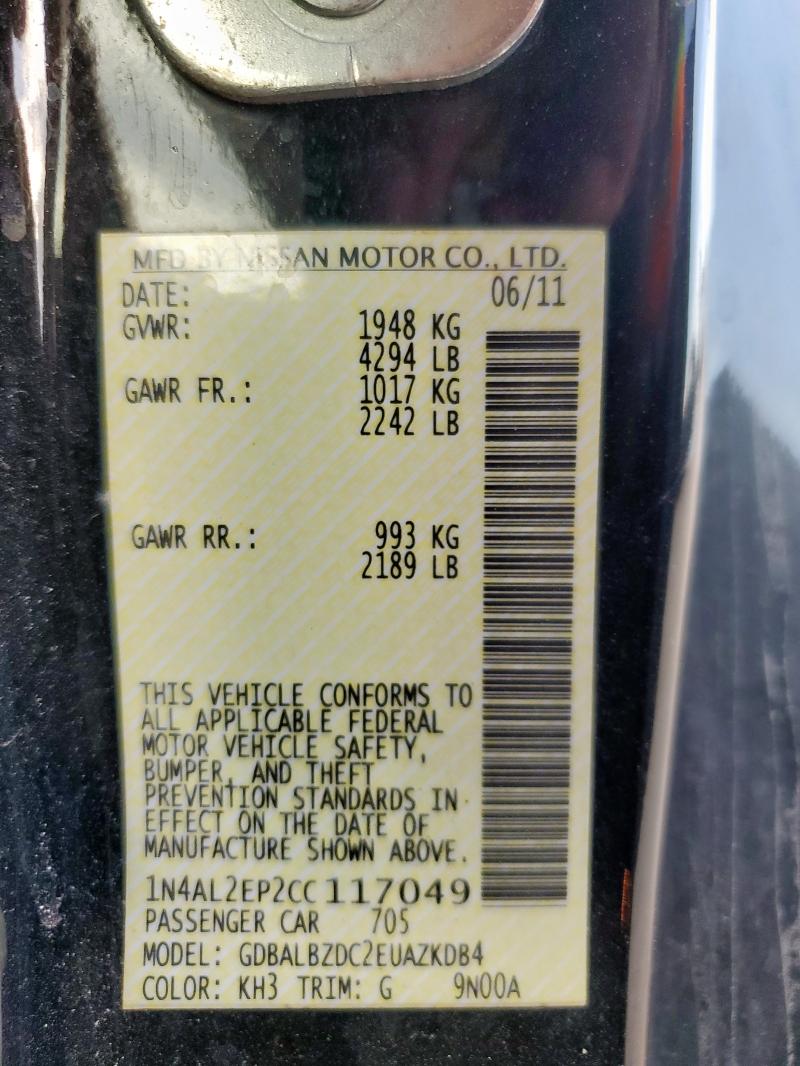 MFD BY NISSAN MOTOR CO., LTD.
DATE: 06/11
GVWR: 1948 KG
4294 LB
GAWR FR.: 1017 KG
2242 LB
GAWR RR.: 993 KG
2189 LB
THIS VEHICLE CONFORMS TO
ALL APPLICABLE FEDERAL
MOTOR VEHICLE SAFETY,
BUMPER, AND THEFT
PREVENTION STANDARDS IN
EFFECT ON THE DATE OF
MANUFACTURE SHOWN ABOVE.
1N4AL2EP2CC117049
PASSENGER CAR 705
MODEL: GDBALBZDC2EUAZKDB4
COLOR: KH3 TRIM: G 9N00A